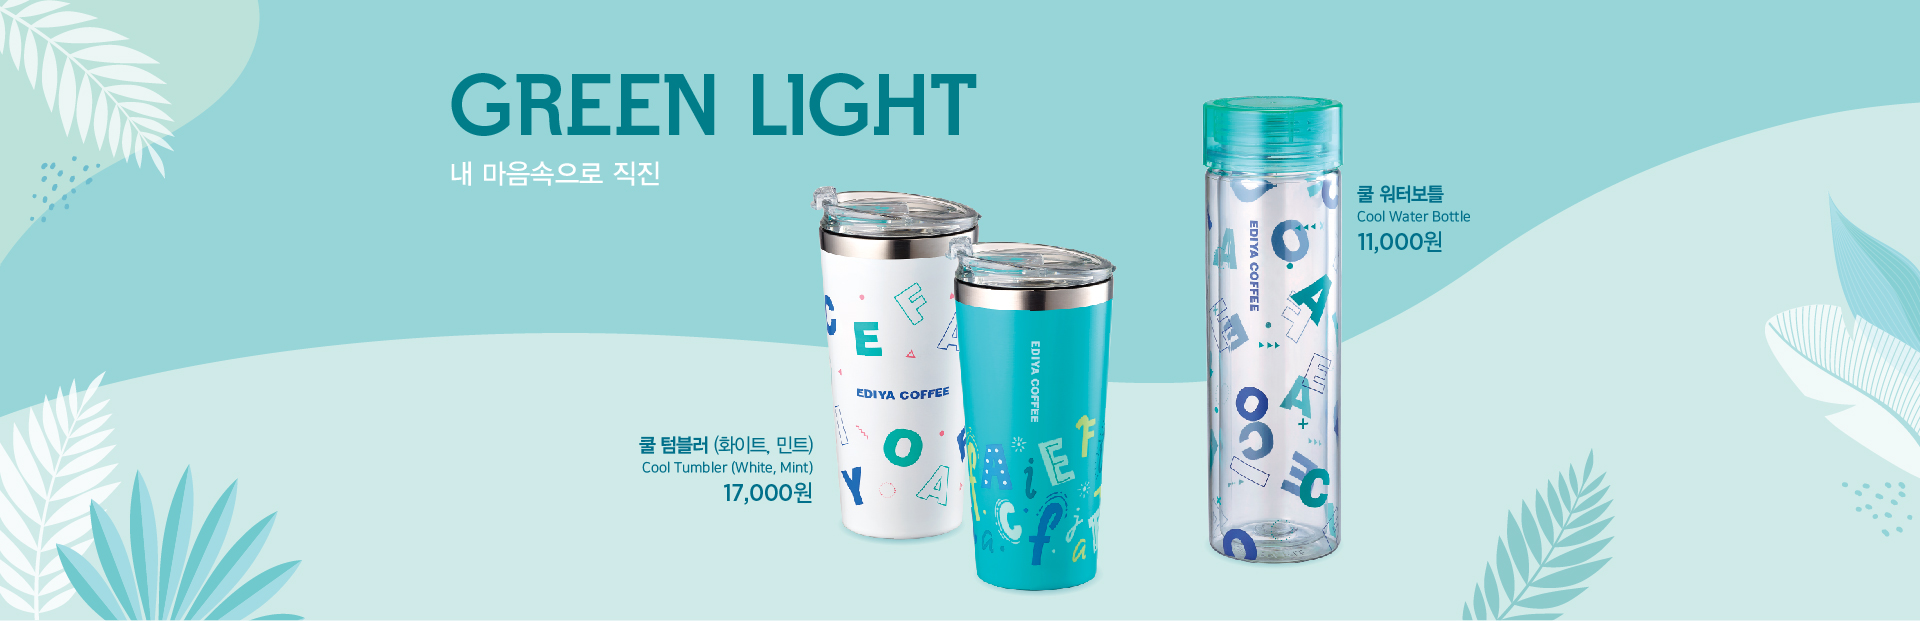 GREEN LIGHT
내 마음속으로 직진
쿨 워터보틀
Cool Water Bottle
11,000원
쿨 텀블러 (화이트, 민트)
Cool Tumbler (White, Mint)
17,000원
EDIYA COFFEE
EDIYA COFFEE
EDIYA COFFEE